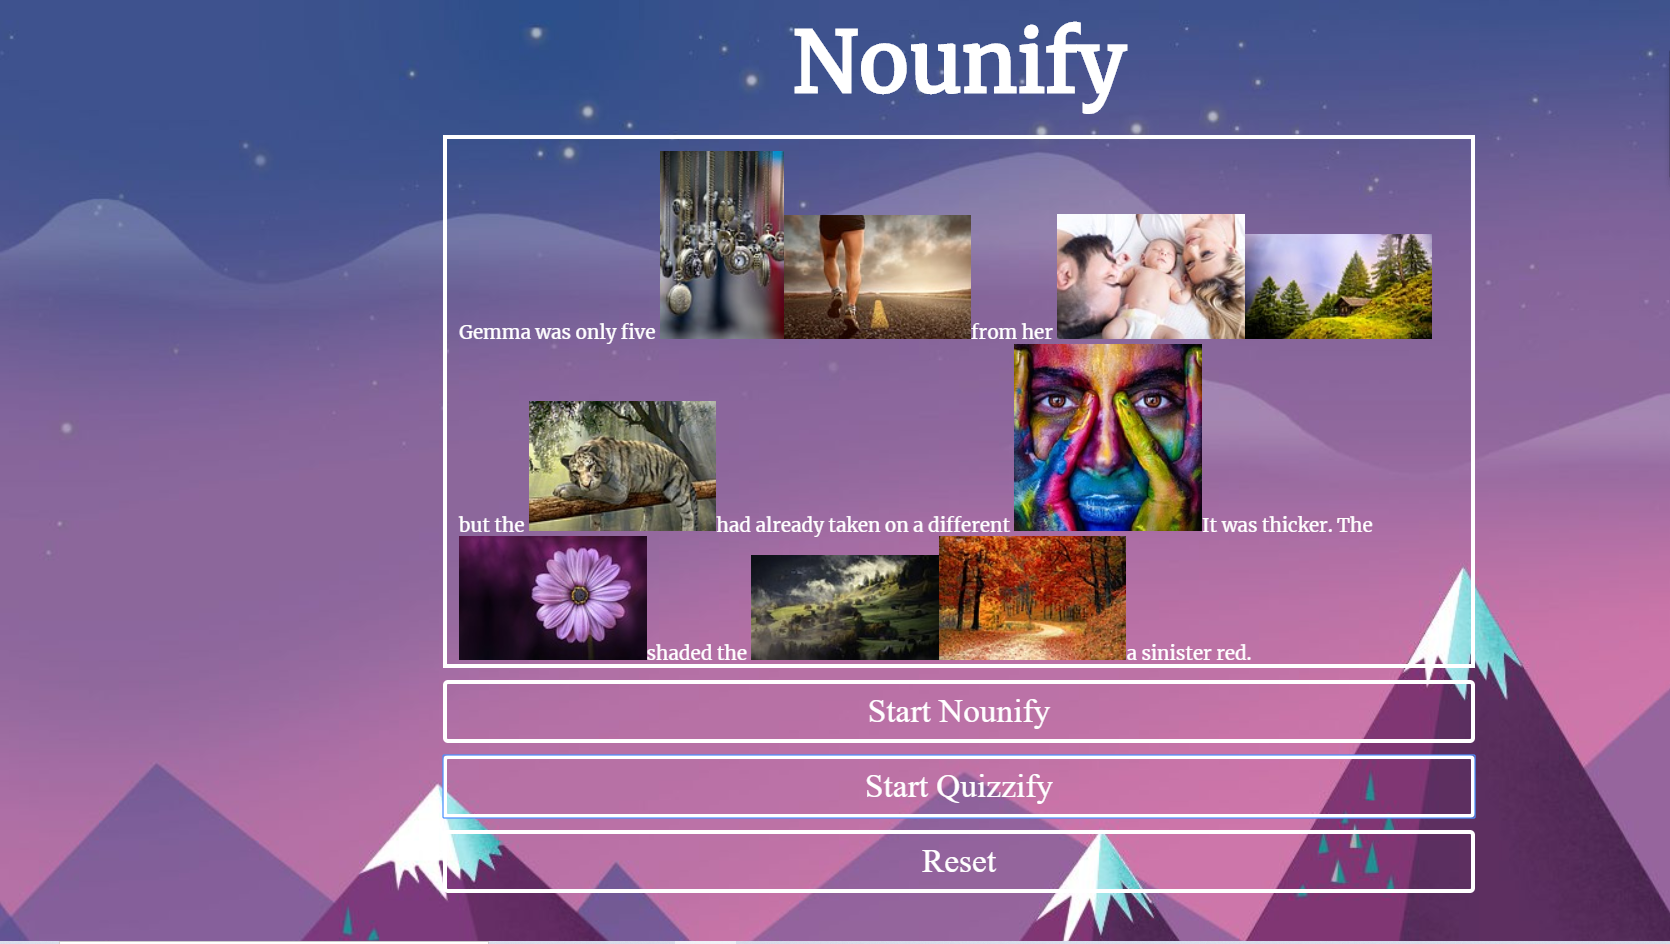 Nounify
Gemma was only five from her
but the had already taken on a different It was thicker. The
shaded the a sinister red.
Start Nounify
Start Quizzify
Reset